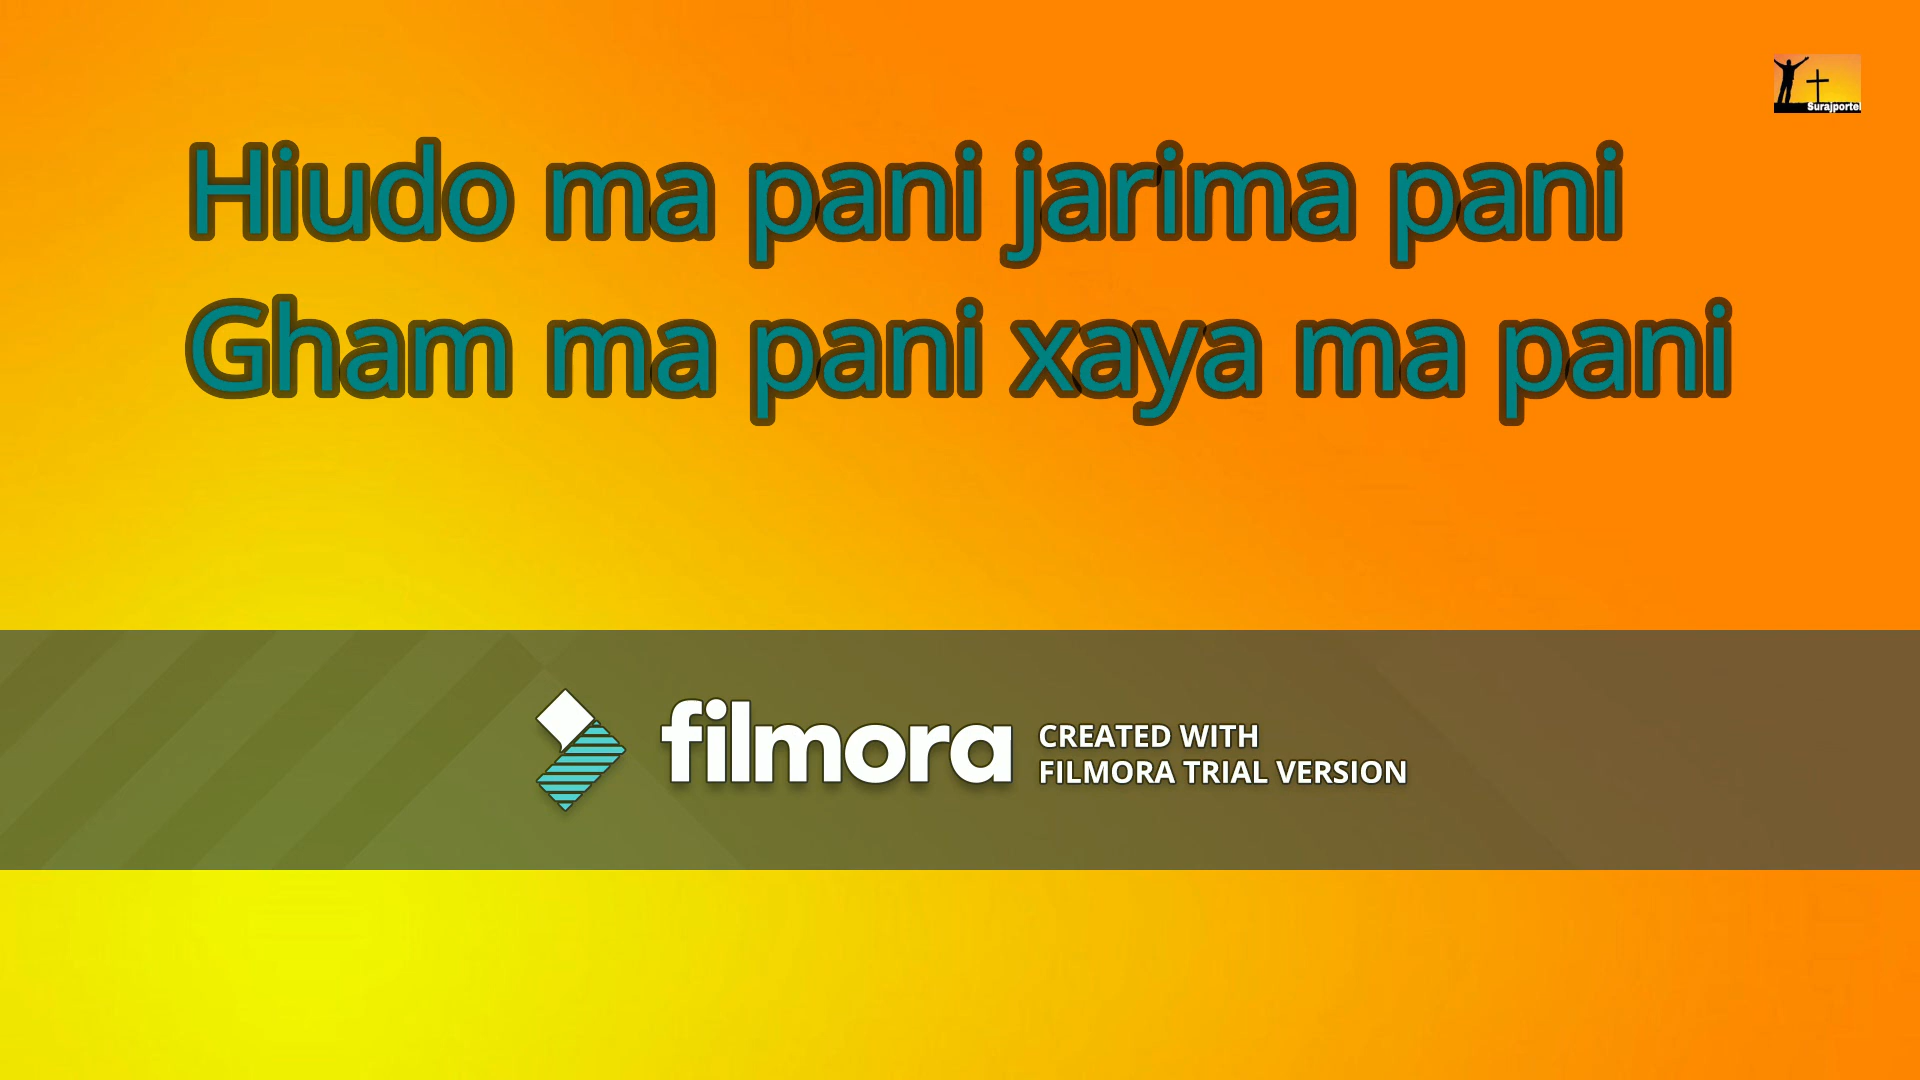 Surajportel
Hiudo ma pani jarima pani
Gham ma pani xaya ma pani
filmora
CREATED WITH
FILMORA TRIAL VERSION